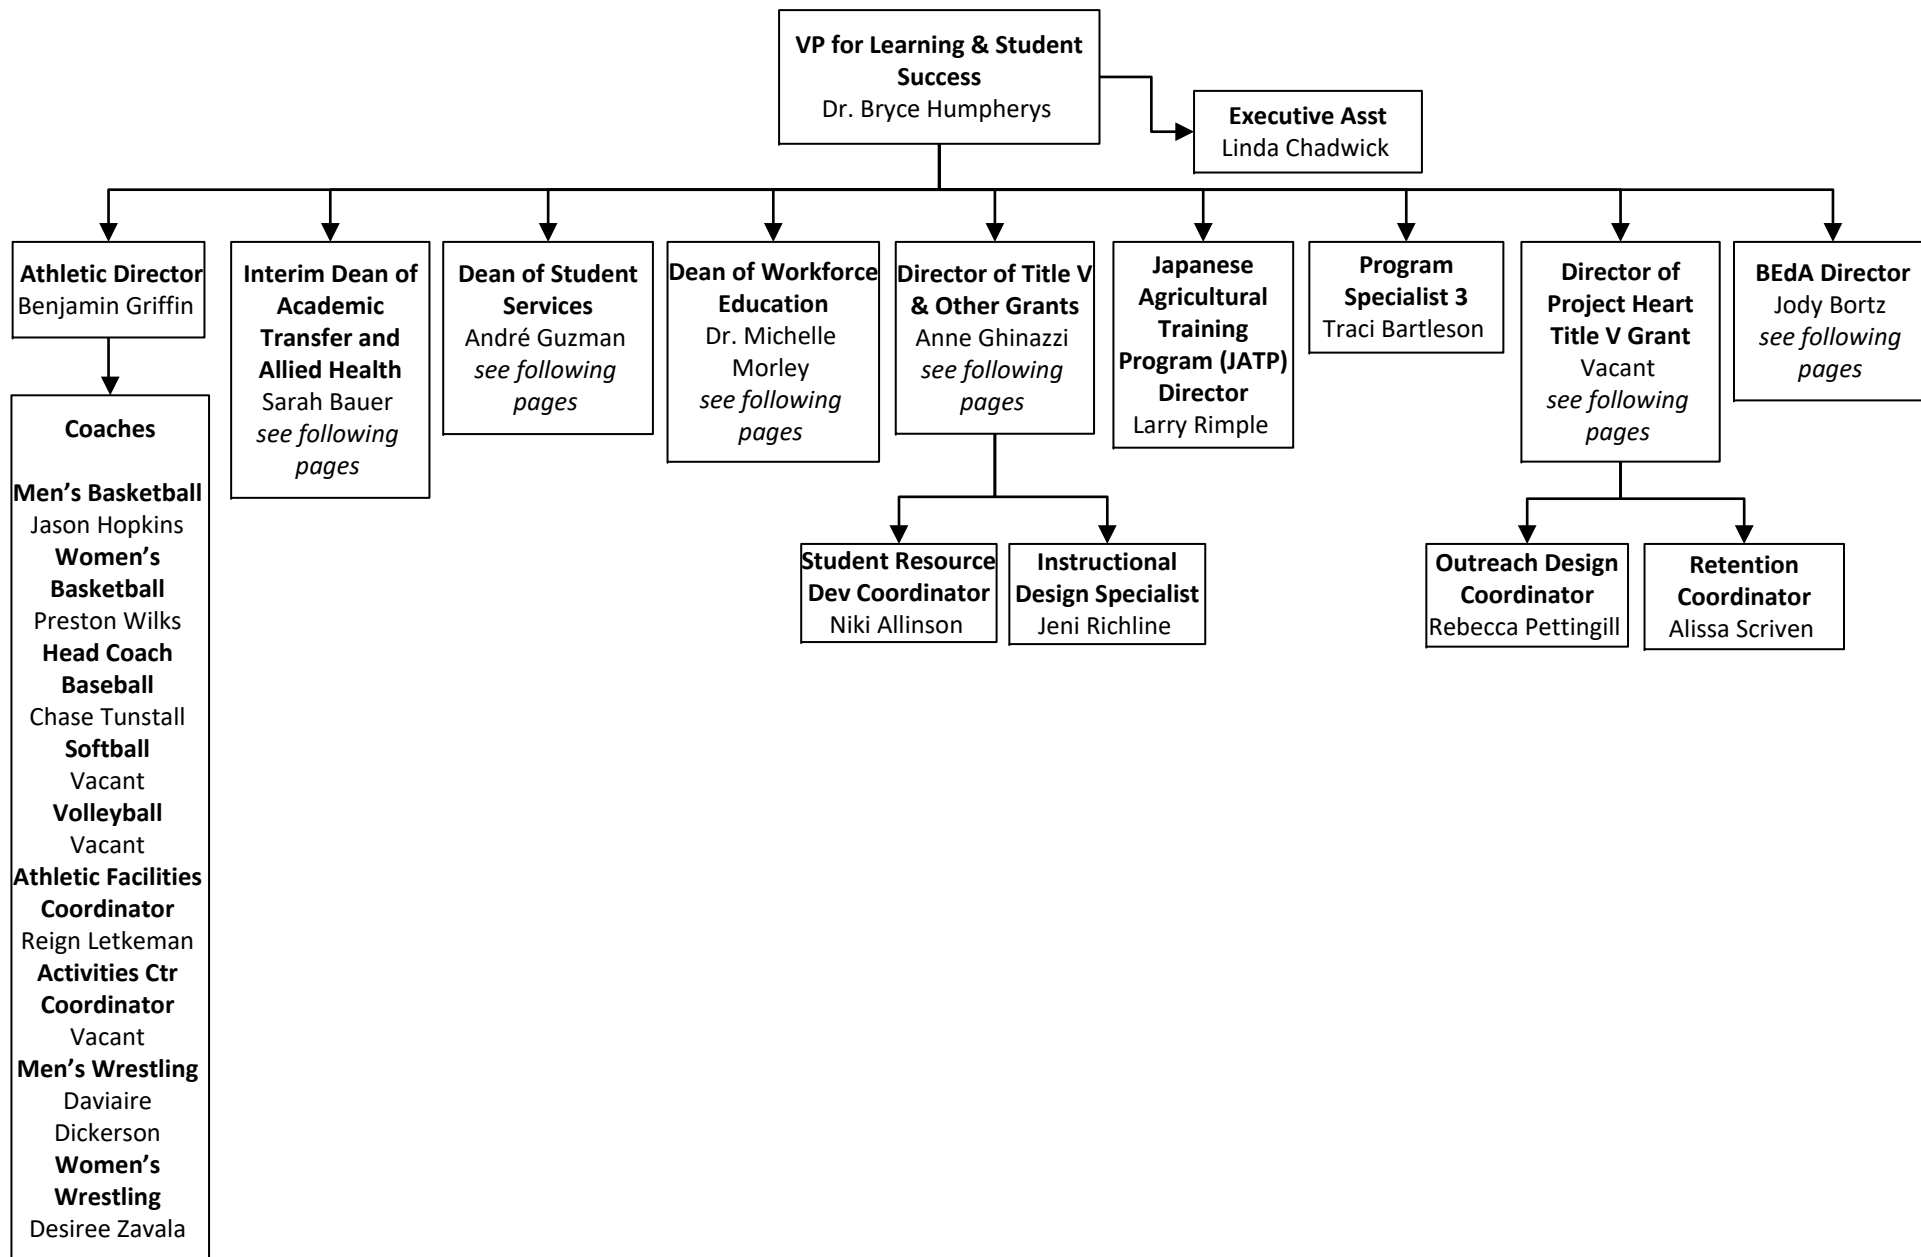 VP for Learning & Student
Success
Dr. Bryce Humpherys
Executive Asst
Linda Chadwick
Athletic Director
Benjamin Griffin
Interim Dean of
Academic
Transfer and
Allied Health
Sarah Bauer
see following
pages
Dean of Student
Services
André Guzman
see following
pages
Dean of Workforce
Education
Dr. Michelle
Morley
see following
pages
Director of Title V
& Other Grants
Anne Ghinazzi
see following
pages
Japanese
Agricultural
Training
Program (JATP)
Director
Larry Rimple
Program
Specialist 3
Traci Bartleson
Director of
Project Heart
Title V Grant
Vacant
see following
pages
BEdA Director
Jody Bortz
see following
pages
Coaches
Men's Basketball
Jason Hopkins
Women's
Basketball
Preston Wilks
Head Coach
Baseball
Chase Tunstall
Softball
Vacant
Volleyball
Vacant
Athletic Facilities
Coordinator
Reign Letkeman
Activities Ctr
Coordinator
Vacant
Men's Wrestling
Daviaire
Dickerson
Women's
Wrestling
Desiree Zavala
Student Resource
Dev Coordinator
Niki Allinson
Instructional
Design Specialist
Jeni Richline
Outreach Design
Coordinator
Rebecca Pettingill
Retention
Coordinator
Alissa Scriven